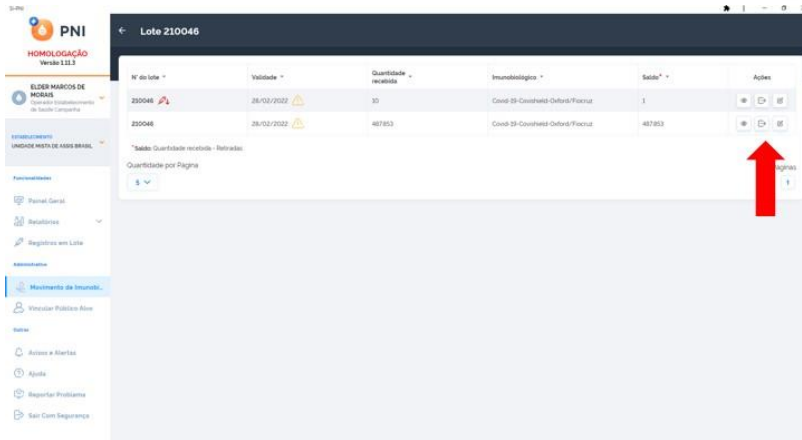 SI-PNI
PNI
HOMOLOGAÇÃO
Versão 1.11.3
ELDER MARCOS DE
MORAIS
Operador Estabelecimento
de Saúde Campanha
ESTABELECIMENTO
UNIDADE MISTA DE ASSIS BRASIL
Funcionalidades
Painel Geral
Relatórios
Registros em Lote
Administrativo
Movimento de Imunobi...
Vincular Público Alvo
Outras
Avisos e Alertas
Ajuda
Reportar Problema
Sair Com Segurança
Lote 210046
N° do lote Validade Quantidade recebida Imunobiológico Saldo* Ações
210046 28/02/2022 10 Covid-19-Covishield-Oxford/Fiocruz 1
210046 28/02/2022 487853 Covid-19-Covishield-Oxford/Fiocruz 487853
*Saldo: Quantidade recebida - Retiradas.
Quantidade por Página
5
Páginas
1